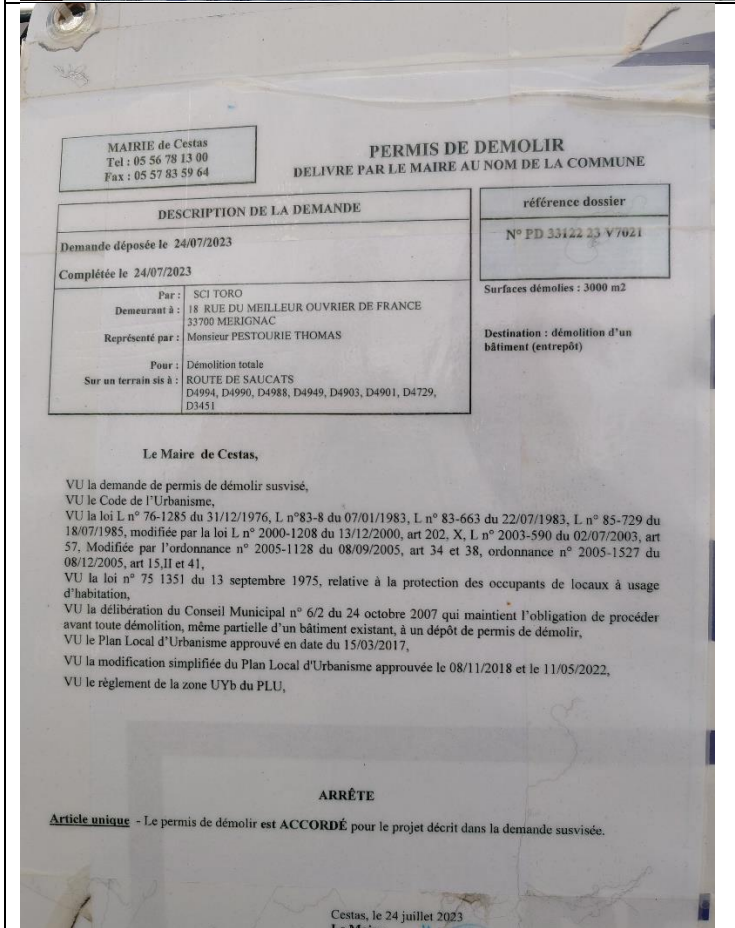 MAIRIE de Cestas
Tel : 05 56 78 13 00
Fax : 05 57 83 59 64
PERMIS DE DEMOLIR
DELIVRE PAR LE MAIRE AU NOM DE LA COMMUNE
DESCRIPTION DE LA DEMANDE
Demande déposée le 24/07/2023
Complétée le 24/07/2023
Par : SCI TORO
Demeurant à : 18 RUE DU MEILLEUR OUVRIER DE FRANCE
33700 MERIGNAC
Représenté par : Monsieur PESTOURIE THOMAS
Pour : Démolition totale
Sur un terrain sis à : ROUTE DE SAUCATS
D4994, D4990, D4988, D4949, D4903, D4901, D4729,
D3451
référence dossier
N° PD 33122 23 V7021
Surfaces démolies : 3000 m2
Destination : démolition d'un
bâtiment (entrepôt)
Le Maire de Cestas,
VU la demande de permis de démolir susvisé,
VU le Code de l'Urbanisme,
VU la loi L n° 76-1285 du 31/12/1976, L n°83-8 du 07/01/1983, L n° 83-663 du 22/07/1983, L n° 85-729 du
18/07/1985, modifiée par la loi L n° 2000-1208 du 13/12/2000, art 202, X, L n° 2003-590 du 02/07/2003, art
57, Modifiée par l'ordonnance n° 2005-1128 du 08/09/2005, art 34 et 38, ordonnance n° 2005-1527 du
08/12/2005, art 15,II et 41,
VU la loi n° 75 1351 du 13 septembre 1975, relative à la protection des occupants de locaux à usage
d'habitation,
VU la délibération du Conseil Municipal n° 6/2 du 24 octobre 2007 qui maintient l'obligation de procéder
avant toute démolition, même partielle d'un bâtiment existant, à un dépôt de permis de démolir,
VU le Plan Local d'Urbanisme approuvé en date du 15/03/2017,
VU la modification simplifiée du Plan Local d'Urbanisme approuvée le 08/11/2018 et le 11/05/2022,
VU le règlement de la zone UYb du PLU,
ARRÊTE
Article unique - Le permis de démolir est ACCORDÉ pour le projet décrit dans la demande susvisée.
Cestas, le 24 juillet 2023